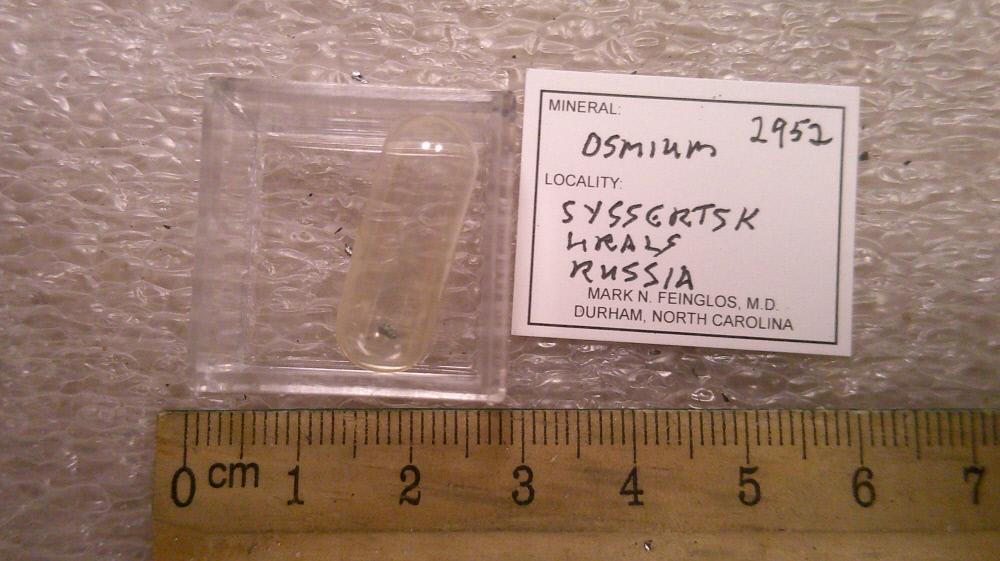 MINERAL:
OSMIUM 2952
LOCALITY:
SYSSERTSK
URALS
RUSSIA
MARK N. FEINGLOS, M.D.
DURHAM, NORTH CAROLINA
0 cm 1 2 3 4 5 6 7